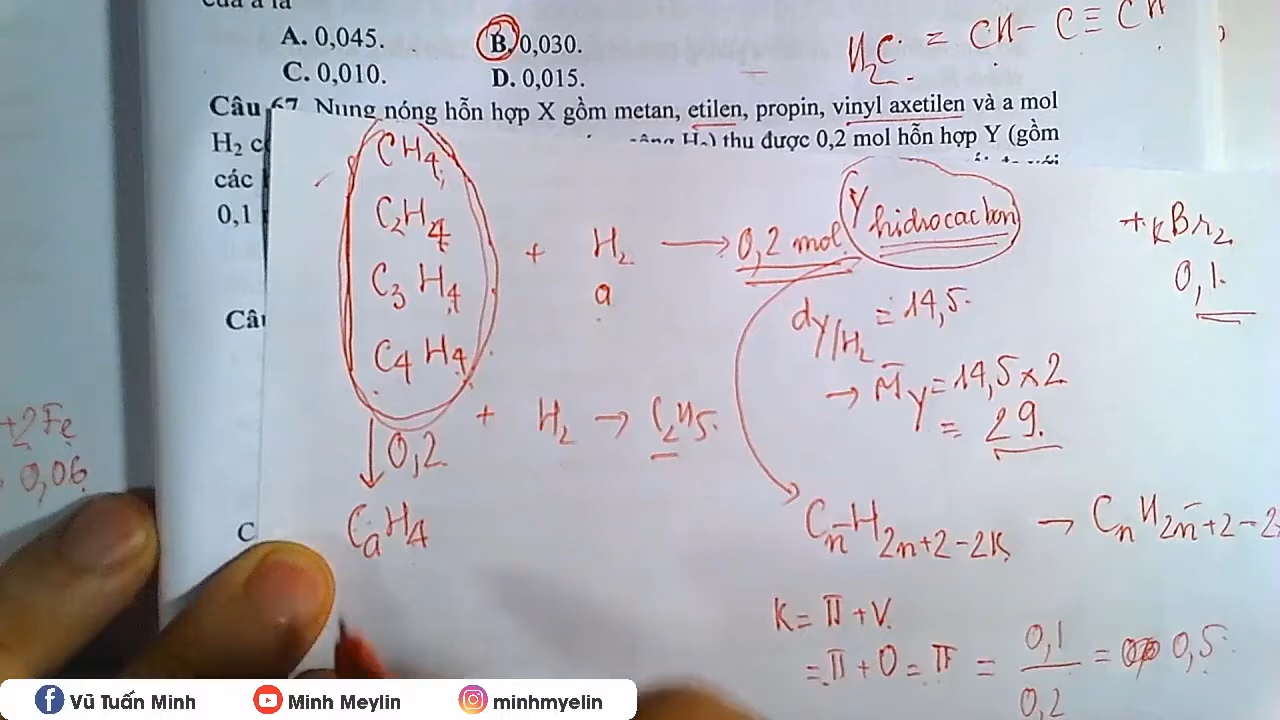 của a là
A. 0,045.
B. 0,030.
C. 0,010.
D. 0,015.
H₂C = CH - C ≡ CH
Câu 67 Nung nóng hỗn hợp X gồm metan, etilen, propin, vinyl axetilen và a mol
H₂ c
H₂) thu được 0,2 mol hỗn hợp Y (gồm
các
0,1
CH₄
C₂H₄
C₃H₄
C₄H₄
+ H₂ → 0,2 mol Y hidrocacbon
a
+ kBr₂
0,1
dY/H₂ = 14,5
→ M̄Y = 14,5 x 2
= 29.
Câu
+ H₂ → C₂H₅.
↓ 0,2
CaH₄
C
Cn̄H2n+2-2k → CnH2n̄+2-2
K = π + V
= π + 0 = π = 0,1 / 0,2 = 0,5
+2Fe
0,06
Vũ Tuấn Minh
Minh Meylin
minhmyelin